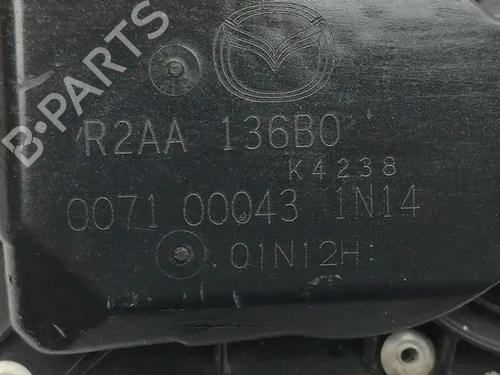 B-PARTS
R2AA 136B0
K4238
0071 00043 1N14
01N12H